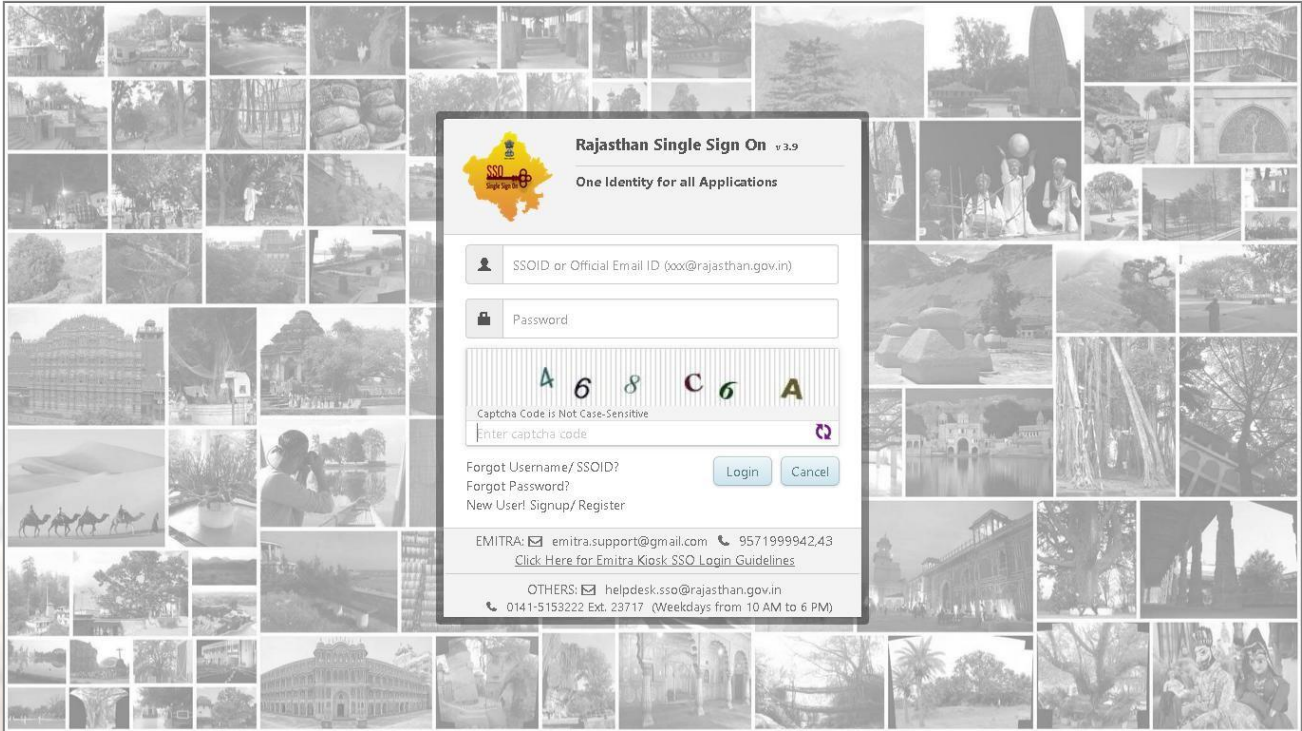 SSO
Single Sign On
Rajasthan Single Sign On v 3.9
One Identity for all Applications
SSOID or Official Email ID (xxx@rajasthan.gov.in)
Password
4 6 8 C 6 A
Captcha Code is Not Case-Sensitive
Enter captcha code
Forgot Username/ SSOID?
Login Cancel
Forgot Password?
New User! Signup/ Register
EMITRA: emitra.support@gmail.com 9571999942,43
Click Here for Emitra Kiosk SSO Login Guidelines
OTHERS: helpdesk.sso@rajasthan.gov.in
0141-5153222 Ext. 23717 (Weekdays from 10 AM to 6 PM)